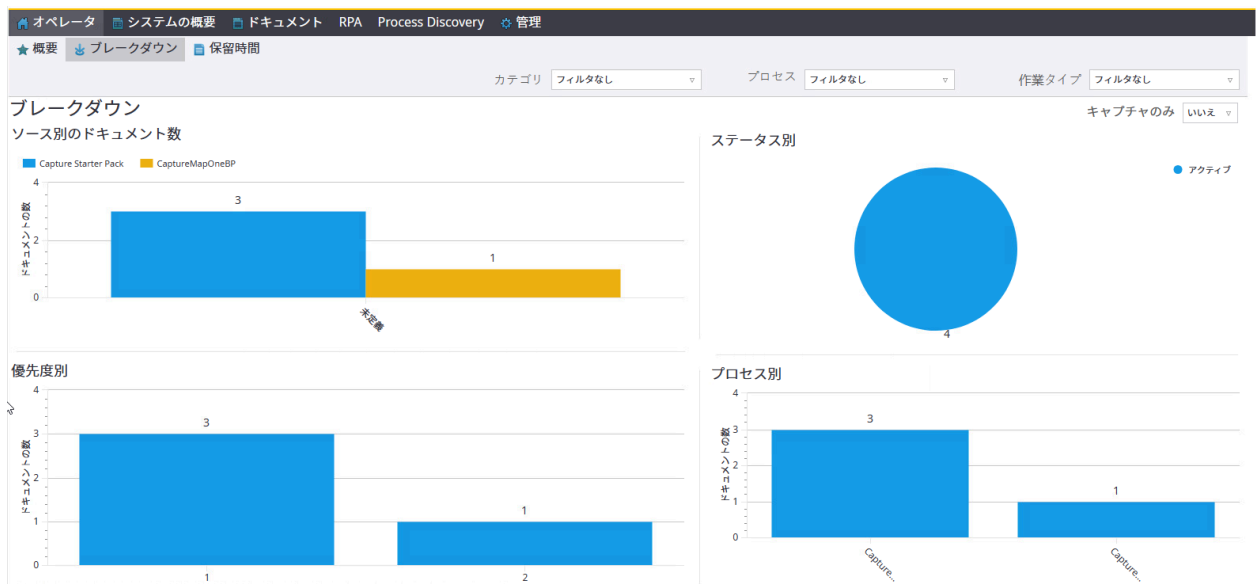 オペレータ システムの概要 ドキュメント RPA Process Discovery 管理
概要 ブレークダウン 保留時間
カテゴリ フィルタなし プロセス フィルタなし 作業タイプ フィルタなし
ブレークダウン
キャプチャのみ いいえ
ソース別のドキュメント数
Capture Starter Pack CaptureMapOneBP
ドキュメントの数
4
2
0
3
1
未定義
ステータス別
アクティブ
4
優先度別
ドキュメントの数
4
3
2
1
0
3
1
1
2
プロセス別
ドキュメントの数
4
3
2
1
0
3
1
Capture...
Capture...